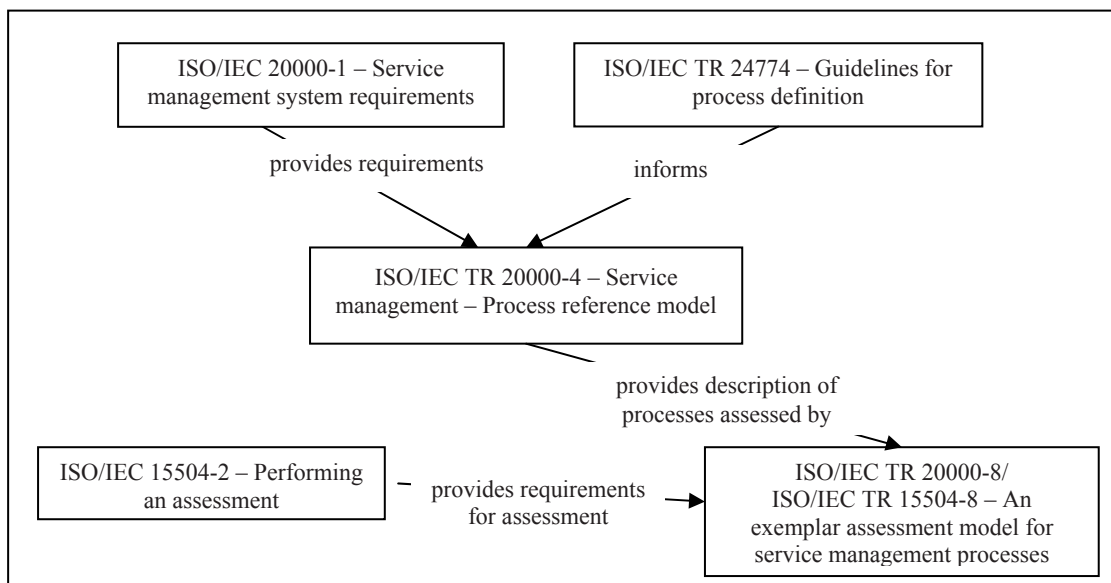 ISO/IEC 20000-1 – Service
management system requirements
ISO/IEC TR 24774 – Guidelines for
process definition
provides requirements
informs
ISO/IEC TR 20000-4 – Service
management – Process reference model
provides description of
processes assessed by
ISO/IEC 15504-2 – Performing
an assessment
provides requirements
for assessment
ISO/IEC TR 20000-8/
ISO/IEC TR 15504-8 – An
exemplar assessment model for
service management processes